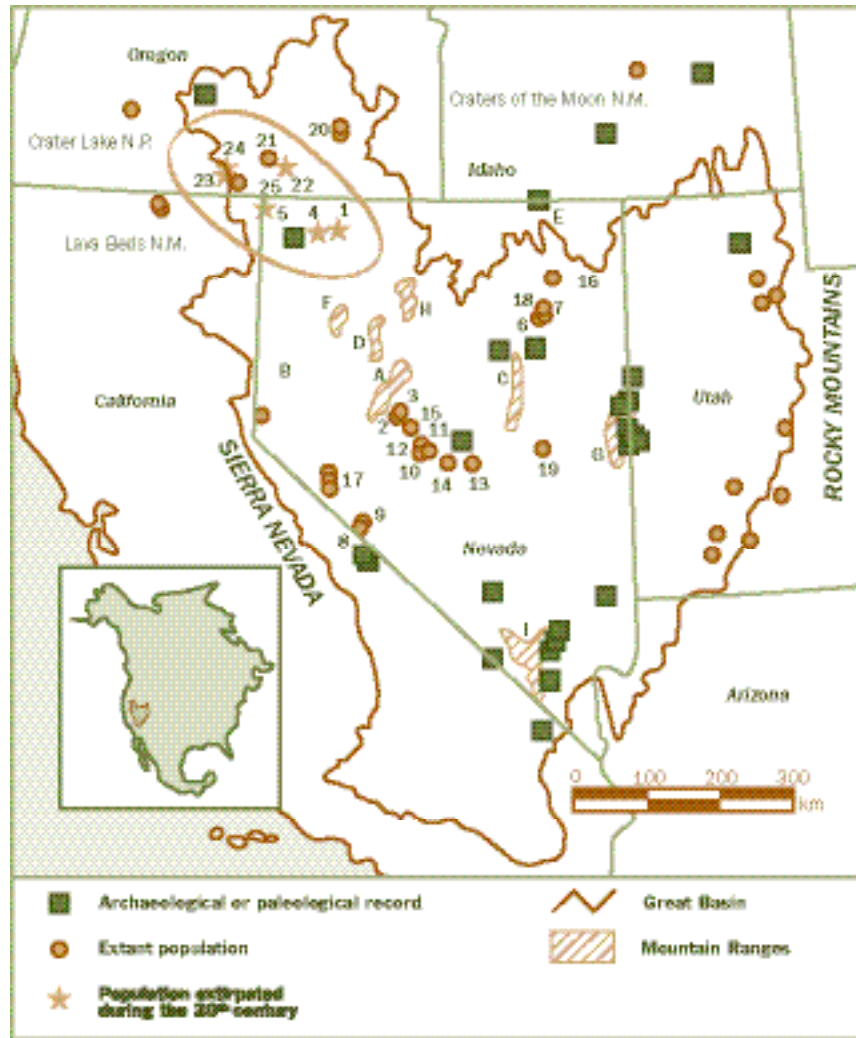 Oregon
Craters of the Moon N.M.
Crater Lake N.P.
20
24
21
Idaho
23
22
25
E
5
4
1
Lava Beds N.M.
16
F
H
18
7
6
D
B
A
C
3
California
2
15
11
Utah
12
10
14
13
19
G
ROCKY MOUNTAINS
17
SIERRA NEVADA
9
8
Nevada
I
Arizona
0 100 200 300
km
Archaeological or paleological record
Great Basin
Extant population
Mountain Ranges
Population extirpated
during the 20th century